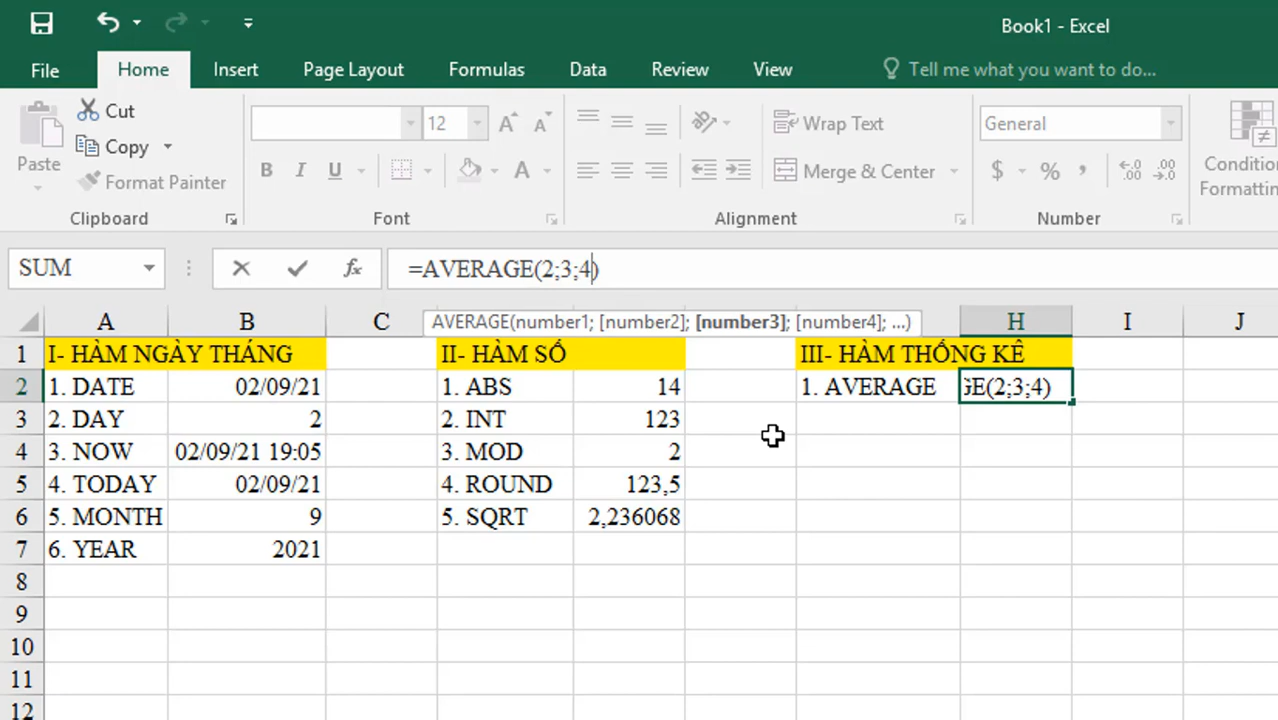 Book1 - Excel
File Home Insert Page Layout Formulas Data Review View Tell me what you want to do...
Paste
Cut
Copy
Format Painter
Clipboard
12
B I U
Font
Wrap Text
Merge & Center
Alignment
General
$ %
Number
Condition
Formatting
SUM =AVERAGE(2;3;4)
AVERAGE(number1; [number2]; [number3]; [number4]; ...)
A B C H I J
1 I- HÀM NGÀY THÁNG II- HÀM SỐ III- HÀM THỐNG KÊ
2 1. DATE 02/09/21 1. ABS 14 1. AVERAGE GE(2;3;4)
3 2. DAY 2 2. INT 123
4 3. NOW 02/09/21 19:05 3. MOD 2
5 4. TODAY 02/09/21 4. ROUND 123,5
6 5. MONTH 9 5. SQRT 2,236068
7 6. YEAR 2021
8
9
10
11
12